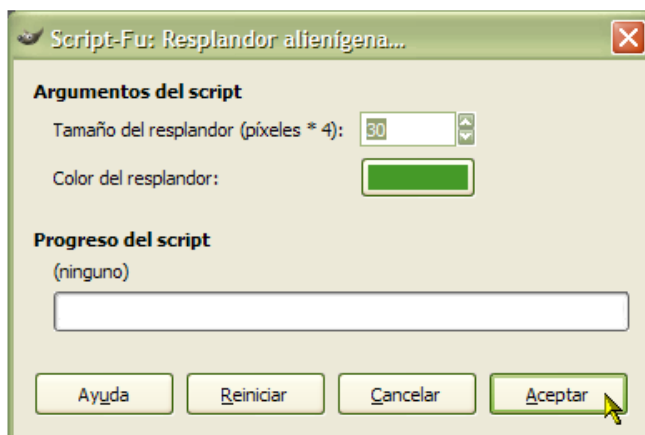 Script-Fu: Resplandor alienígena...
Argumentos del script
Tamaño del resplandor (píxeles * 4): 30
Color del resplandor:
Progreso del script
(ninguno)
Ayuda Reiniciar Cancelar Aceptar